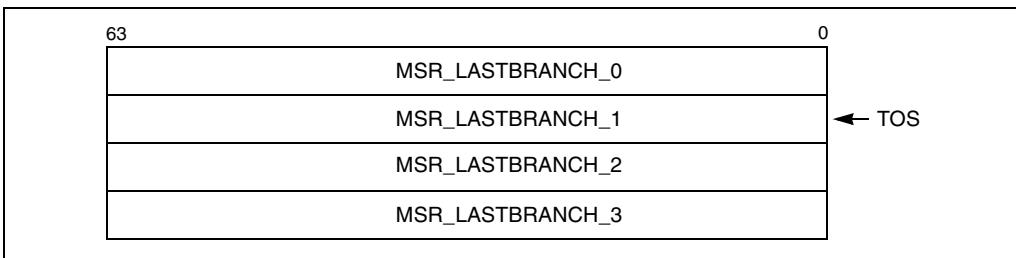 63 0
MSR_LASTBRANCH_0
MSR_LASTBRANCH_1 TOS
MSR_LASTBRANCH_2
MSR_LASTBRANCH_3